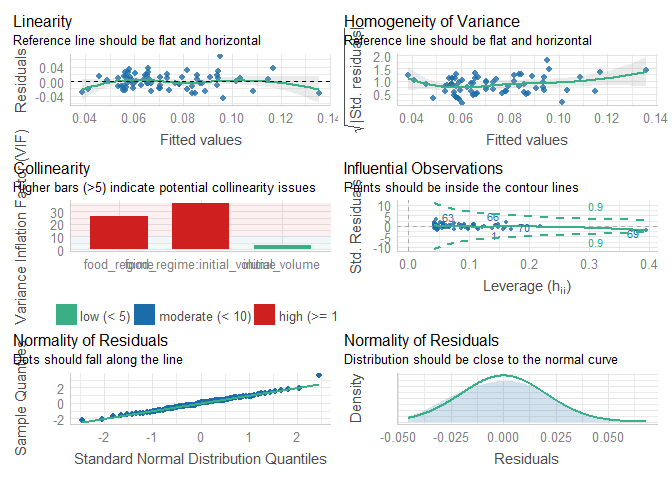 Linearity
Reference line should be flat and horizontal
Residuals
0.04
0.00
-0.04
0.04 0.06 0.08 0.10 0.12 0.14
Fitted values
Homogeneity of Variance
Reference line should be flat and horizontal
√|Std. residuals|
2.0
1.5
1.0
0.5
0.04 0.06 0.08 0.10 0.12 0.14
Fitted values
Collinearity
Higher bars (>5) indicate potential collinearity issues
Variance Inflation Factor (VIF)
30
20
10
0
food_regime food_regime:initial_volume initial_volume
low (< 5) moderate (< 10) high (>= 1
Influential Observations
Points should be inside the contour lines
Std. Residuals
10
5
0
-5
-10
0.9
63 66
1 70 69
0.9
0.0 0.1 0.2 0.3 0.4
Leverage (hii)
Normality of Residuals
Dots should fall along the line
Sample Quantiles
2
0
-2
-2 -1 0 1 2
Standard Normal Distribution Quantiles
Normality of Residuals
Distribution should be close to the normal curve
Density
-0.050 -0.025 0.000 0.025 0.050
Residuals